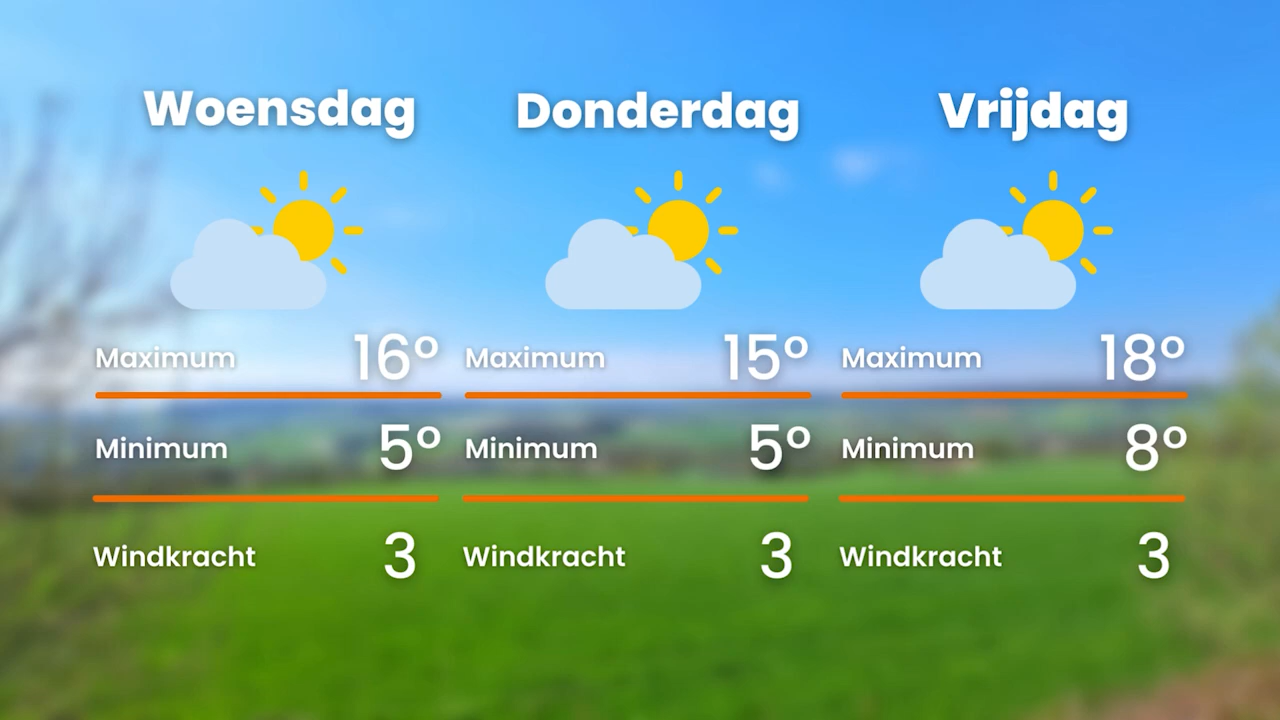 Woensdag Donderdag Vrijdag
Maximum 16° Maximum 15° Maximum 18°
Minimum 5° Minimum 5° Minimum 8°
Windkracht 3 Windkracht 3 Windkracht 3